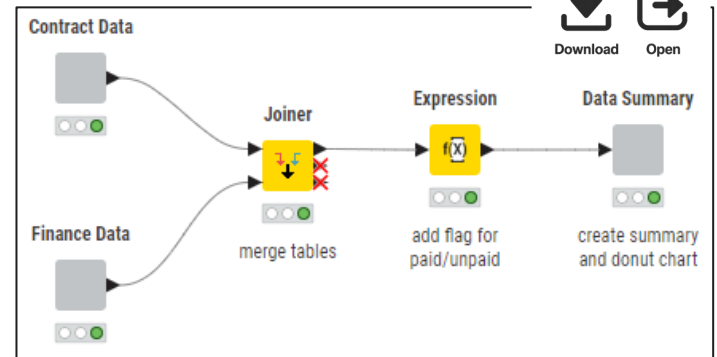 Contract Data
Download
Open
Joiner
Expression
Data Summary
f(X)
Finance Data
merge tables
add flag for
paid/unpaid
create summary
and donut chart